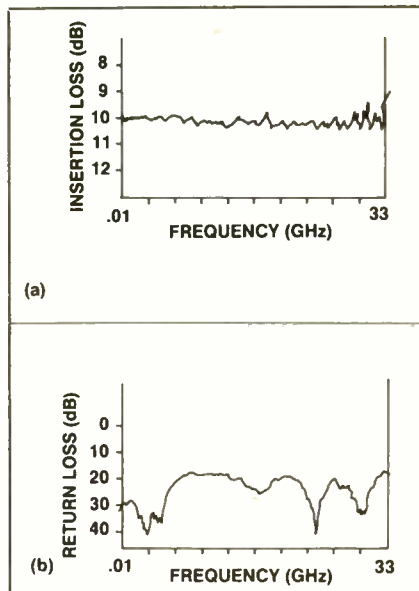 INSERTION LOSS (dB)
8
9
10
11
12
.01
33
FREQUENCY (GHz)
(a)
RETURN LOSS (dB)
0
10
20
30
40
.01
33
FREQUENCY (GHz)
(b)